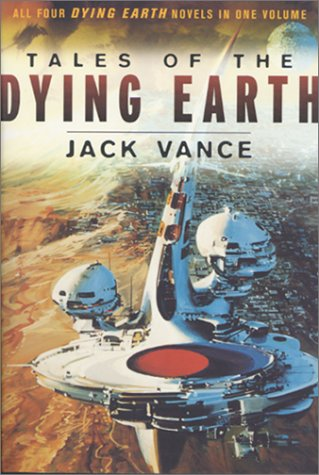 ALL FOUR DYING EARTH NOVELS IN ONE VOLUME
TALES OF THE
DYING EARTH
JACK VANCE